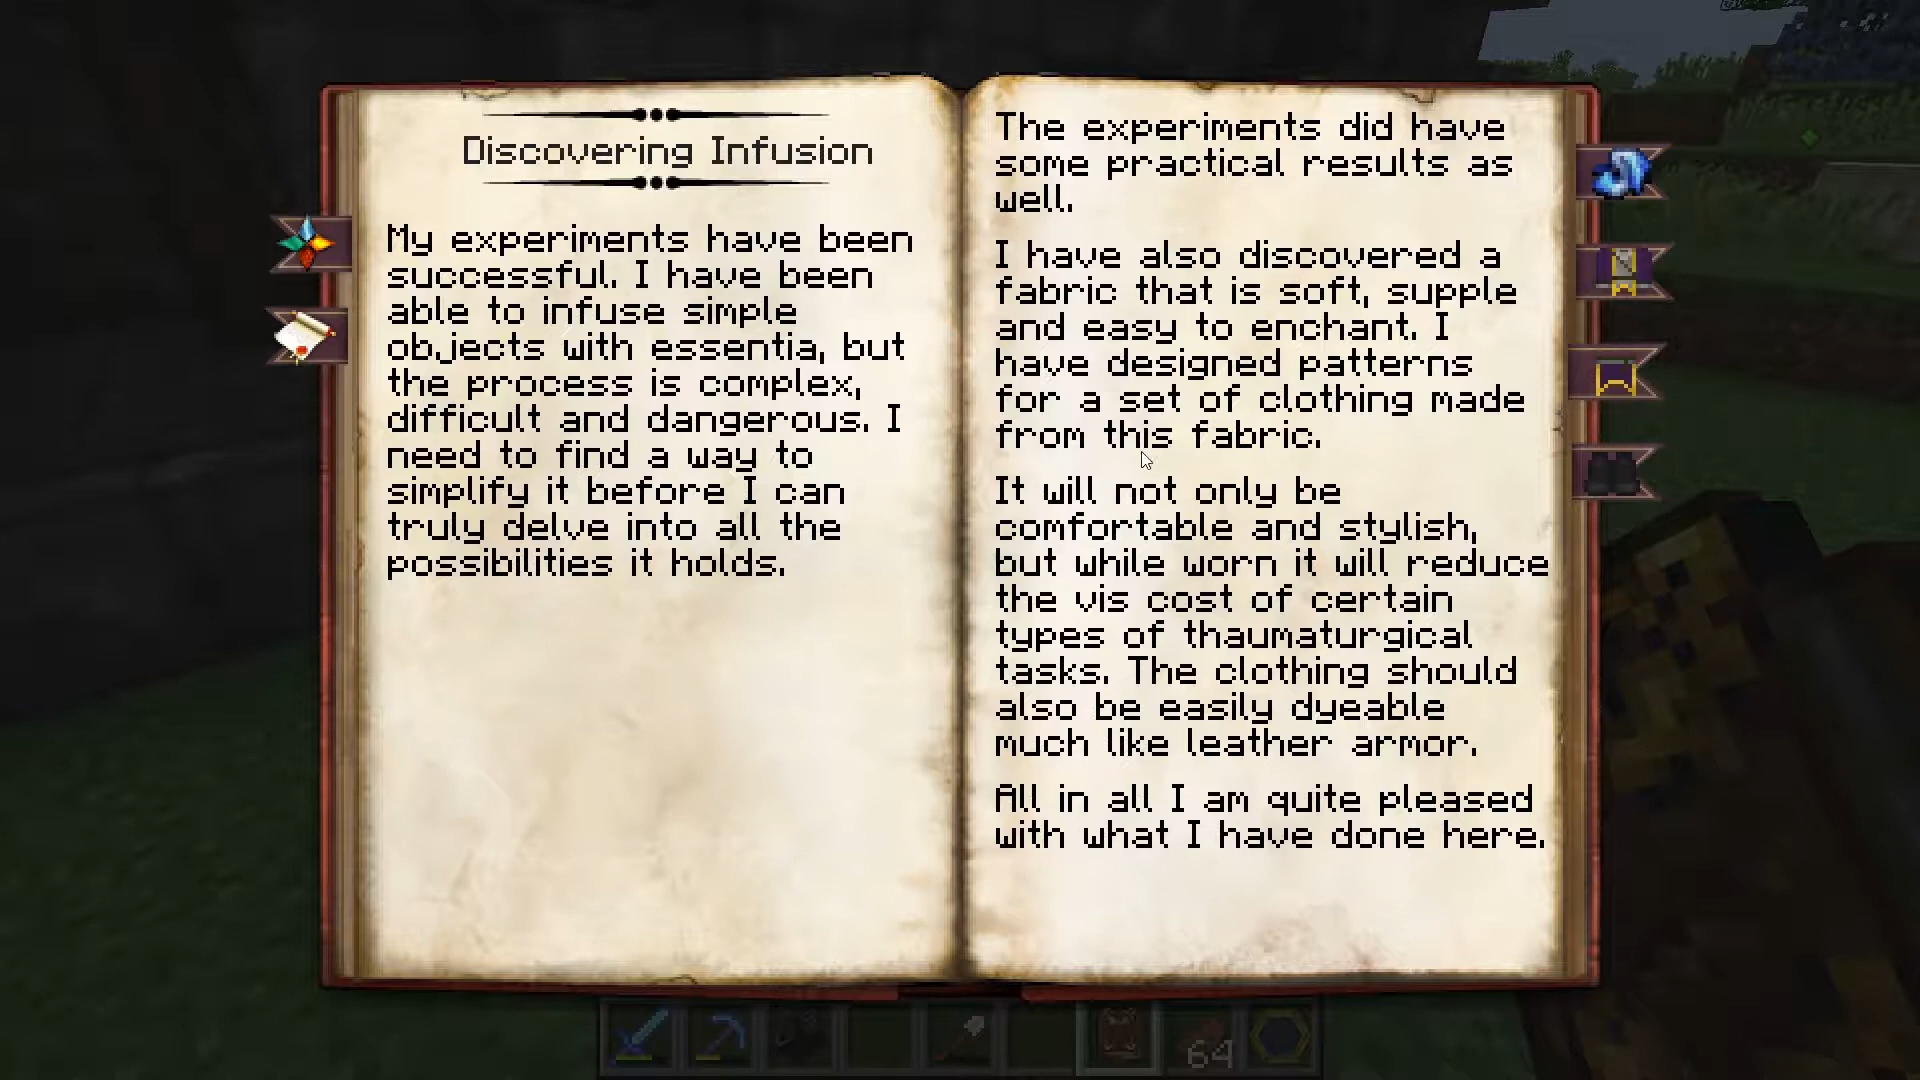 Discovering Infusion
My experiments have been
successful. I have been
able to infuse simple
objects with essentia, but
the process is complex,
difficult and dangerous. I
need to find a way to
simplify it before I can
truly delve into all the
possibilities it holds.
The experiments did have
some practical results as
well.
I have also discovered a
fabric that is soft, supple
and easy to enchant. I
have designed patterns
for a set of clothing made
from this fabric.
It will not only be
comfortable and stylish,
but while worn it will reduce
the vis cost of certain
types of thaumaturgical
tasks. The clothing should
also be easily dyeable
much like leather armor.
All in all I am quite pleased
with what I have done here.
64